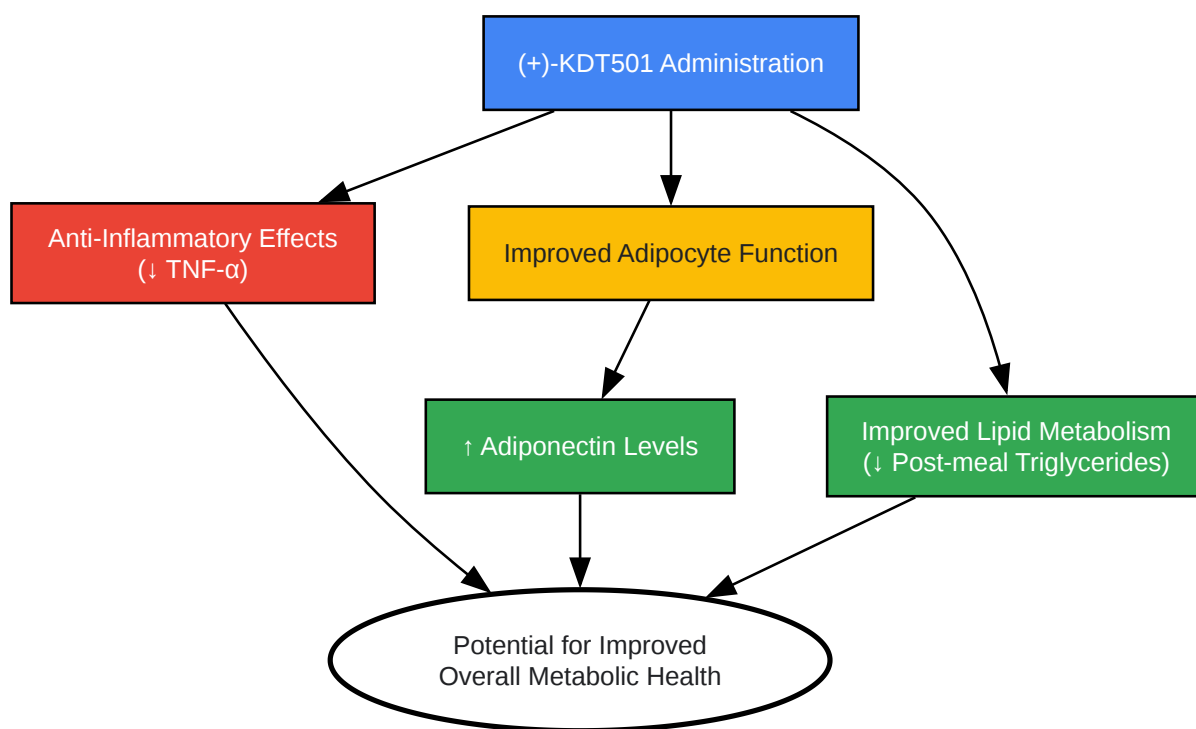 (+)-KDT501 Administration
Anti-Inflammatory Effects
(↓ TNF-α)
Improved Adipocyte Function
↑ Adiponectin Levels
Improved Lipid Metabolism
(↓ Post-meal Triglycerides)
Potential for Improved
Overall Metabolic Health